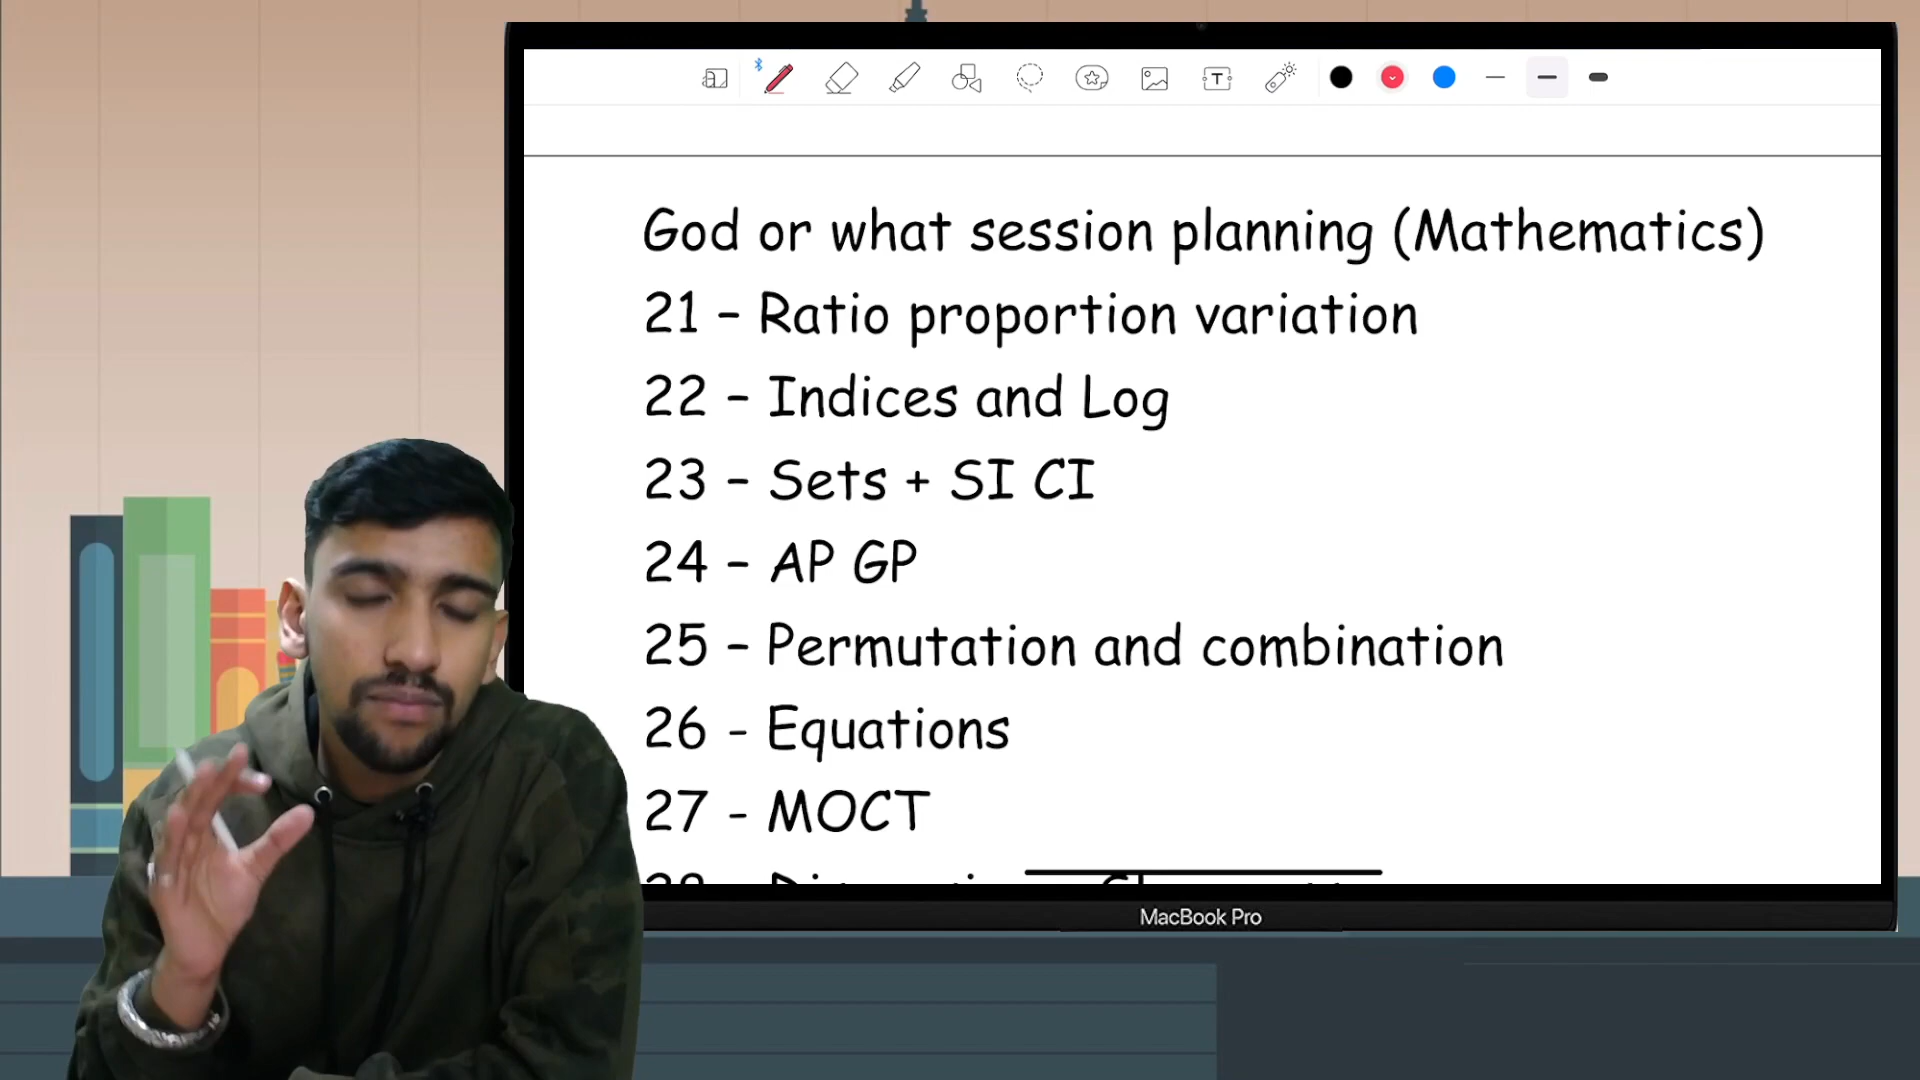 God or what session planning (Mathematics)
21 – Ratio proportion variation
22 – Indices and Log
23 – Sets + SI CI
24 – AP GP
25 – Permutation and combination
26 - Equations
27 - MOCT
MacBook Pro